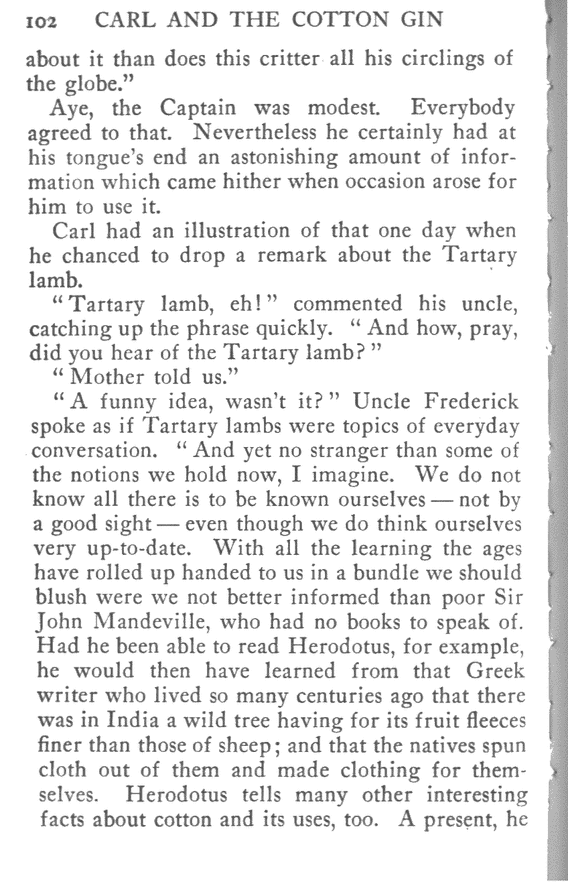 102 CARL AND THE COTTON GIN
about it than does this critter all his circlings of
the globe.”
Aye, the Captain was modest. Everybody
agreed to that. Nevertheless he certainly had at
his tongue’s end an astonishing amount of infor-
mation which came hither when occasion arose for
him to use it.
Carl had an illustration of that one day when
he chanced to drop a remark about the Tartary
lamb.
“Tartary lamb, eh!” commented his uncle,
catching up the phrase quickly. “And how, pray,
did you hear of the Tartary lamb?”
“Mother told us.”
“A funny idea, wasn’t it?” Uncle Frederick
spoke as if Tartary lambs were topics of everyday
conversation. “And yet no stranger than some of
the notions we hold now, I imagine. We do not
know all there is to be known ourselves — not by
a good sight — even though we do think ourselves
very up-to-date. With all the learning the ages
have rolled up handed to us in a bundle we should
blush were we not better informed than poor Sir
John Mandeville, who had no books to speak of.
Had he been able to read Herodotus, for example,
he would then have learned from that Greek
writer who lived so many centuries ago that there
was in India a wild tree having for its fruit fleeces
finer than those of sheep; and that the natives spun
cloth out of them and made clothing for them-
selves. Herodotus tells many other interesting
facts about cotton and its uses, too. A present, he